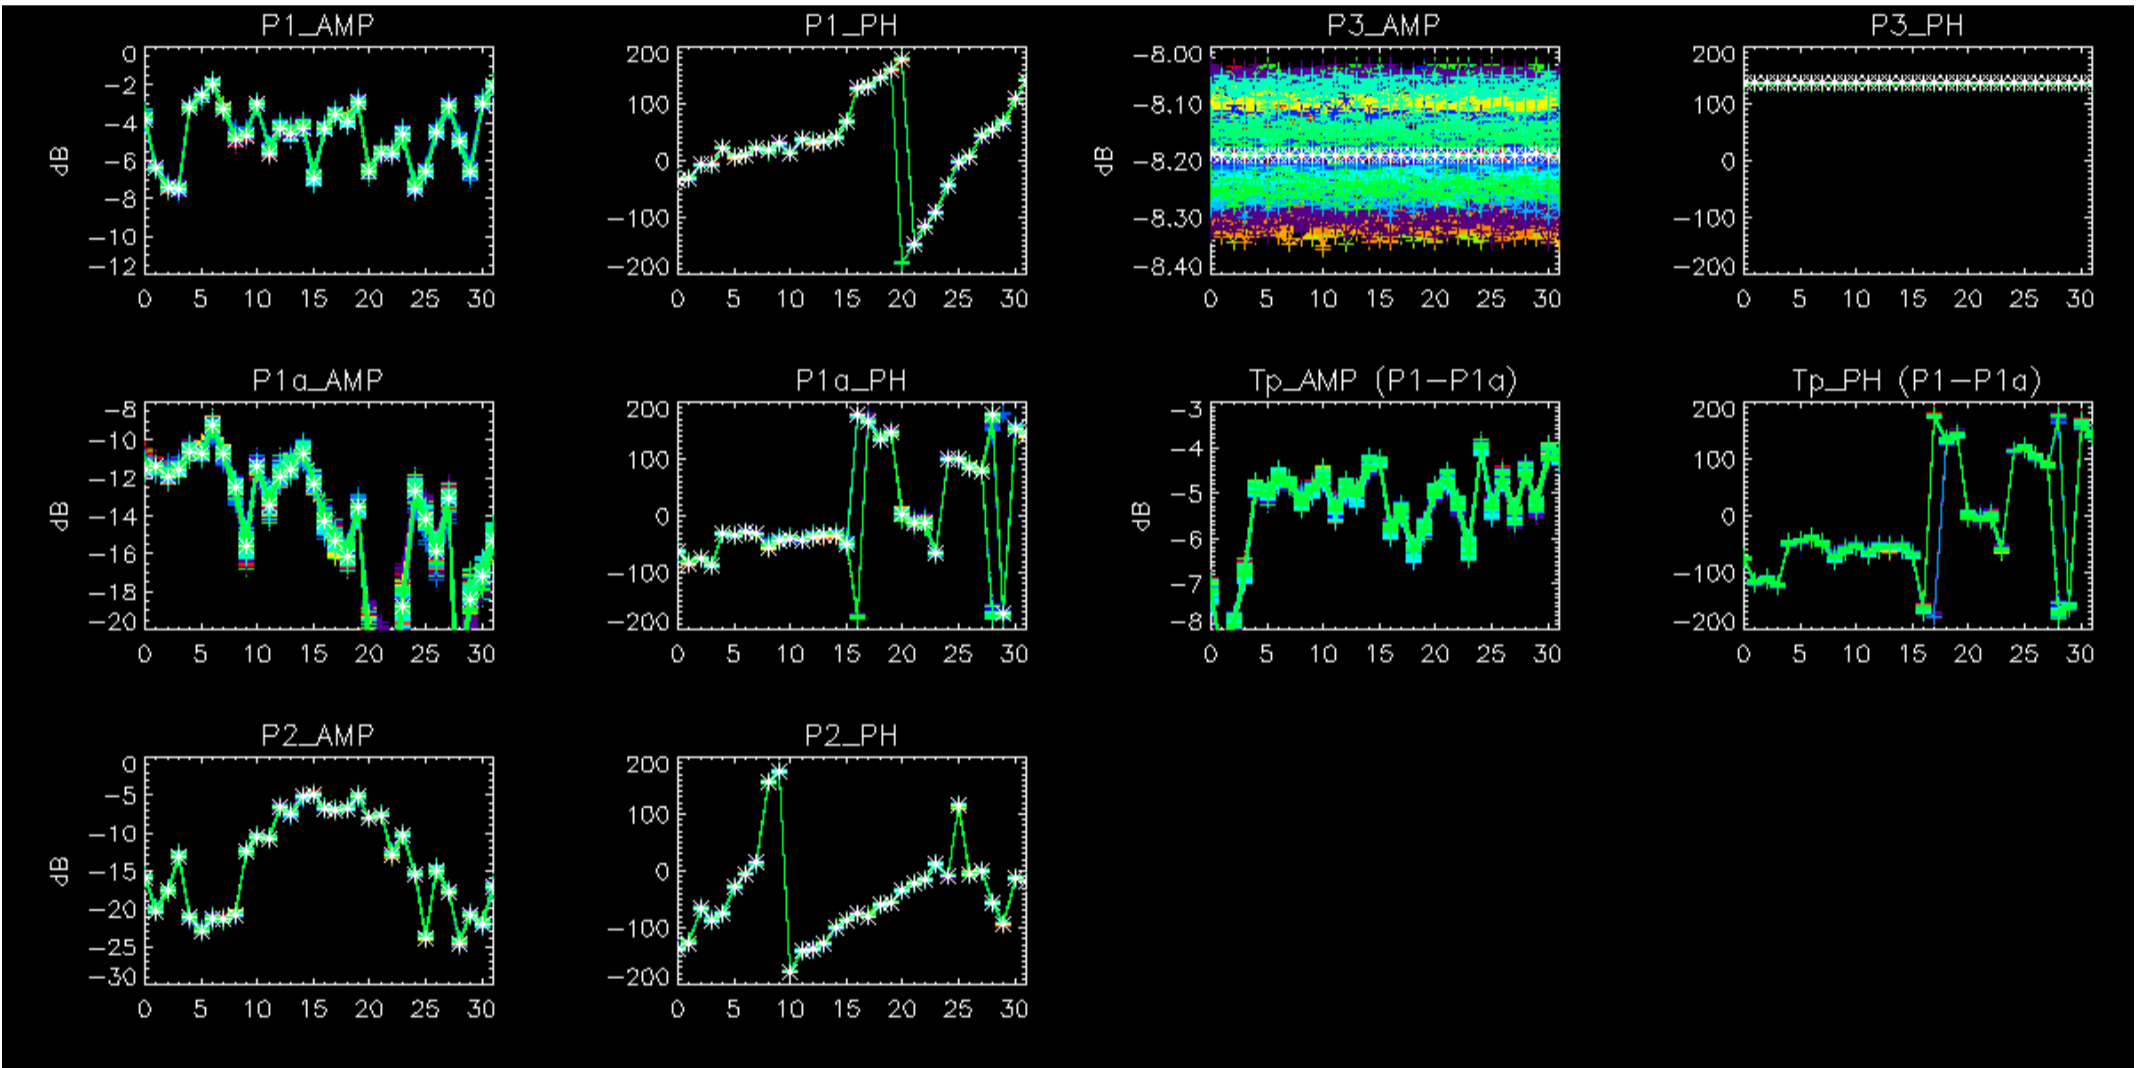 P1_AMP
P1_PH
P3_AMP
P3_PH
dB
0
−2
−4
−6
−8
−10
−12
0 5 10 15 20 25 30
200
100
0
−100
−200
0 5 10 15 20 25 30
dB
−8.00
−8.10
−8.20
−8.30
−8.40
0 5 10 15 20 25 30
200
100
0
−100
−200
0 5 10 15 20 25 30
P1a_AMP
P1a_PH
Tp_AMP (P1−P1a)
Tp_PH (P1−P1a)
dB
−8
−10
−12
−14
−16
−18
−20
0 5 10 15 20 25 30
200
100
0
−100
−200
0 5 10 15 20 25 30
dB
−3
−4
−5
−6
−7
−8
0 5 10 15 20 25 30
200
100
0
−100
−200
0 5 10 15 20 25 30
P2_AMP
P2_PH
dB
0
−5
−10
−15
−20
−25
−30
0 5 10 15 20 25 30
200
100
0
−100
−200
0 5 10 15 20 25 30